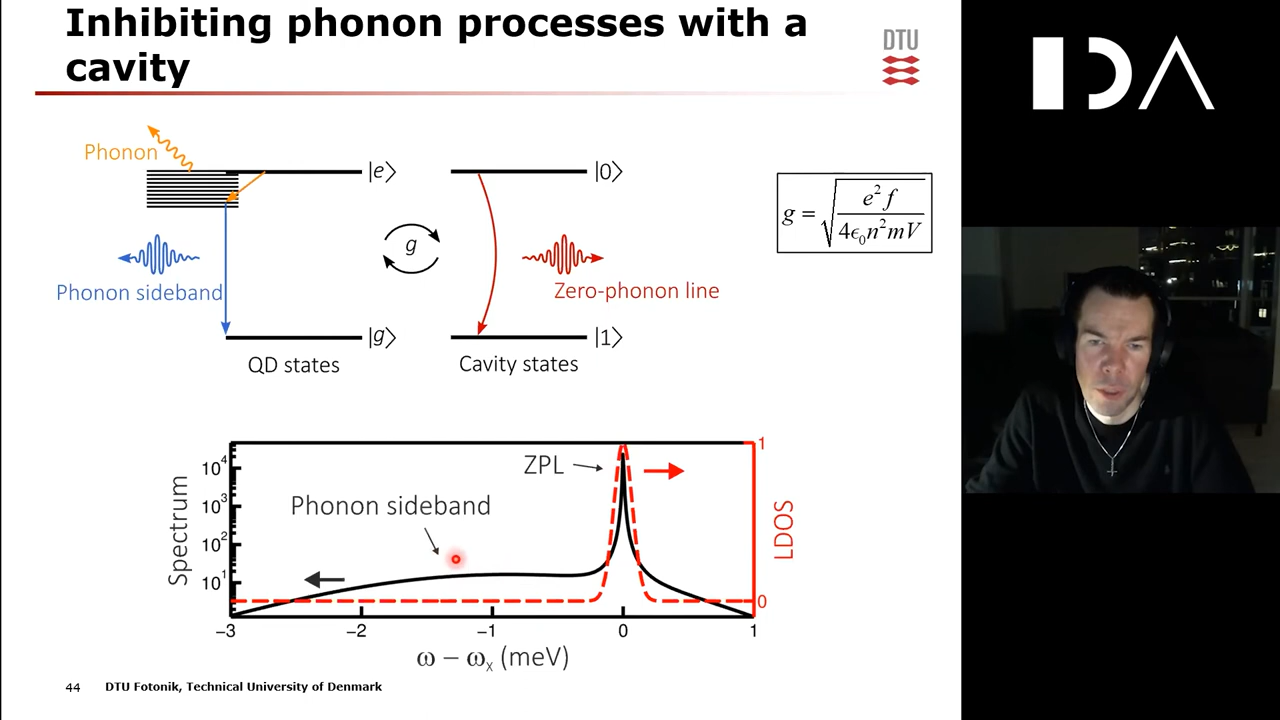 Inhibiting phonon processes with a
cavity
DTU
IDA
Phonon
|e⟩
|0⟩
g = √(e² f / 4ϵ₀n²mV)
g
Phonon sideband
Zero-phonon line
|g⟩
|1⟩
QD states
Cavity states
Spectrum
10⁴
10³
10²
10¹
ZPL
Phonon sideband
1
0
LDOS
−3
−2
−1
0
1
ω − ωₓ (meV)
44
DTU Fotonik, Technical University of Denmark